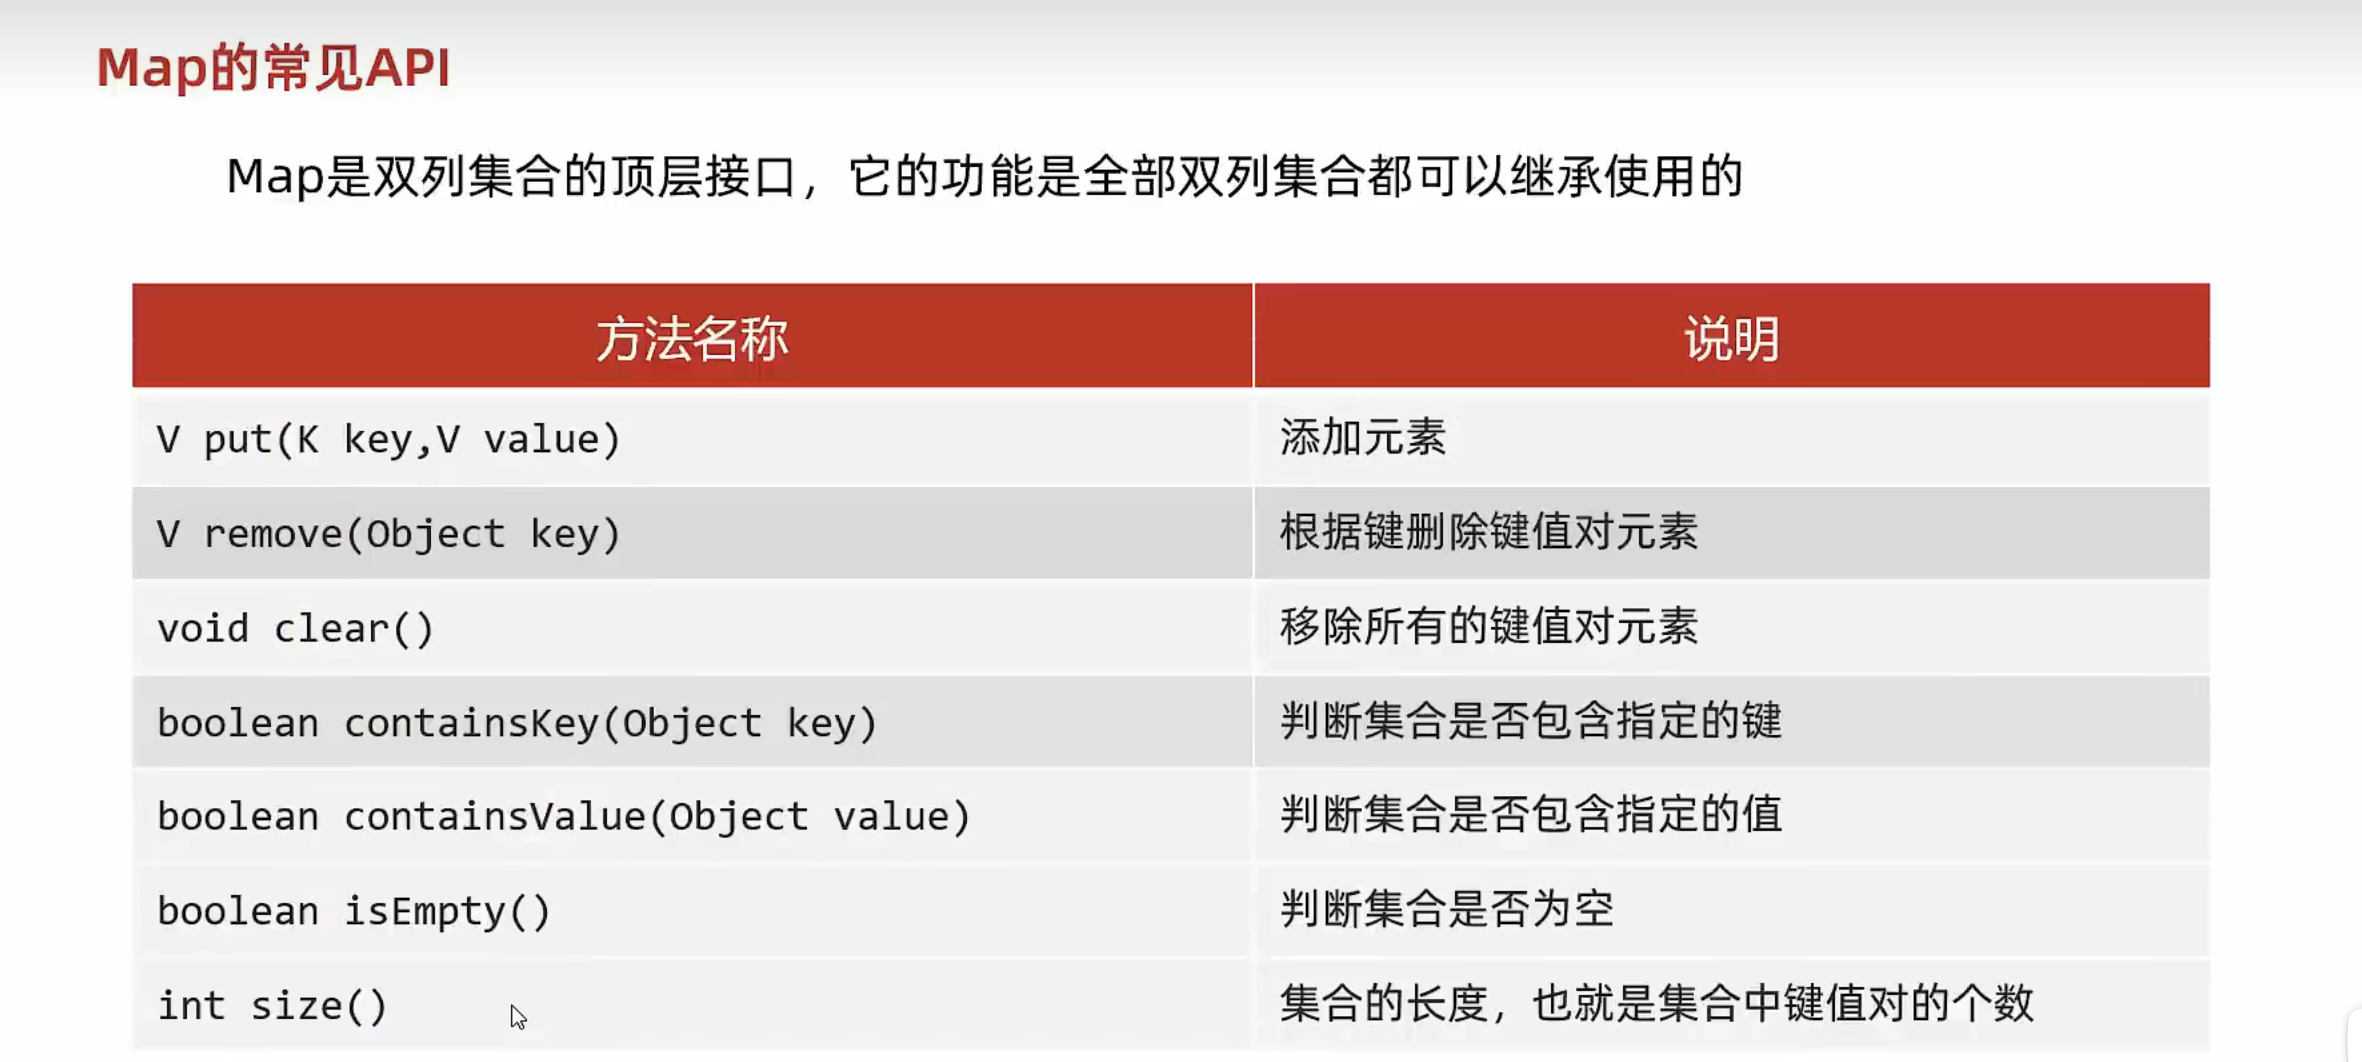 Map的常见API
Map是双列集合的顶层接口，它的功能是全部双列集合都可以继承使用的
方法名称 说明
V put(K key,V value) 添加元素
V remove(Object key) 根据键删除键值对元素
void clear() 移除所有的键值对元素
boolean containsKey(Object key) 判断集合是否包含指定的键
boolean containsValue(Object value) 判断集合是否包含指定的值
boolean isEmpty() 判断集合是否为空
int size() 集合的长度，也就是集合中键值对的个数